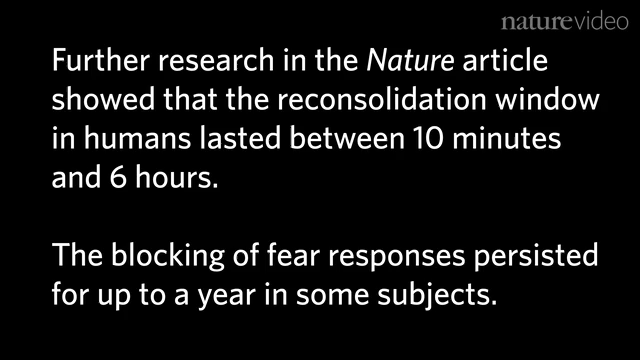 naturevideo
Further research in the Nature article
showed that the reconsolidation window
in humans lasted between 10 minutes
and 6 hours.
The blocking of fear responses persisted
for up to a year in some subjects.